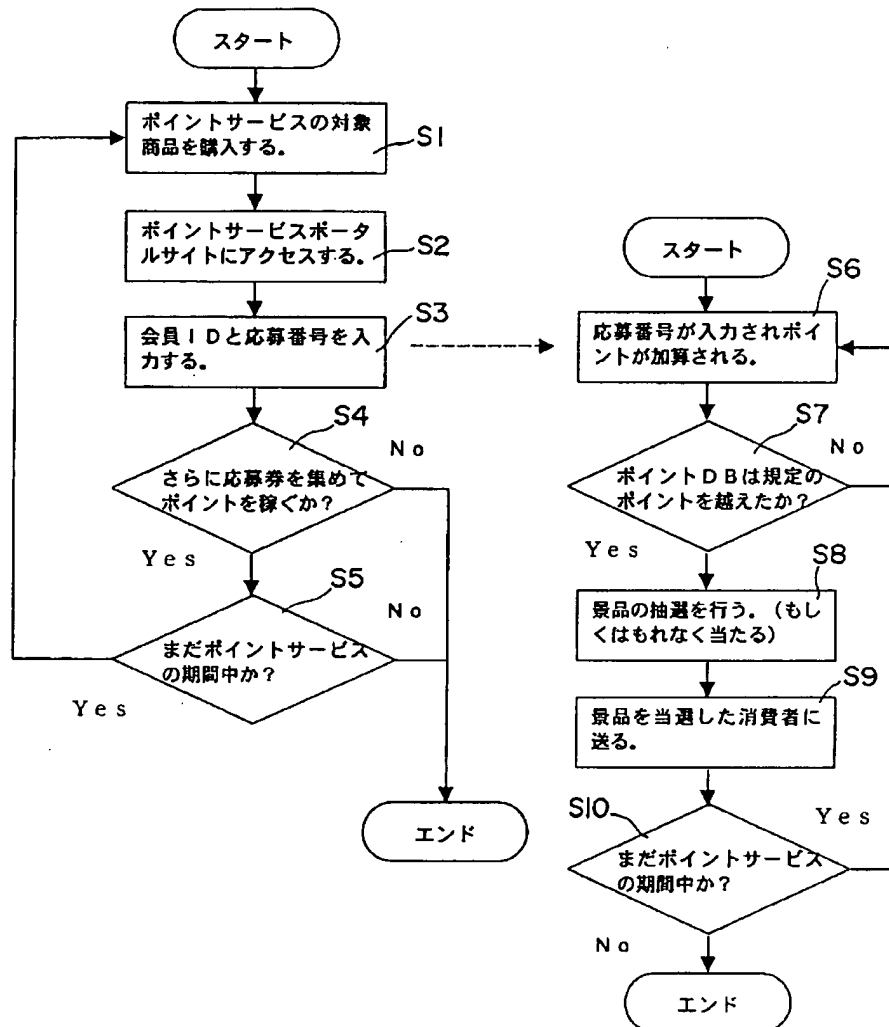 スタート
ポイントサービスの対象
商品を購入する。
S1
ポイントサービスポータ
ルサイトにアクセスする。
S2
会員IDと応募番号を入
力する。
S3
S4
No
さらに応募券を集めて
ポイントを稼ぐか?
Yes
S5
No
まだポイントサービス
の期間中か?
Yes
エンド
スタート
S6
応募番号が入力されポイ
ントが加算される。
S7
No
ポイントDBは規定の
ポイントを越えたか?
Yes
S8
景品の抽選を行う。(もし
くはもれなく当たる)
S9
景品を当選した消費者に
送る。
S10
Yes
まだポイントサービス
の期間中か?
No
エンド